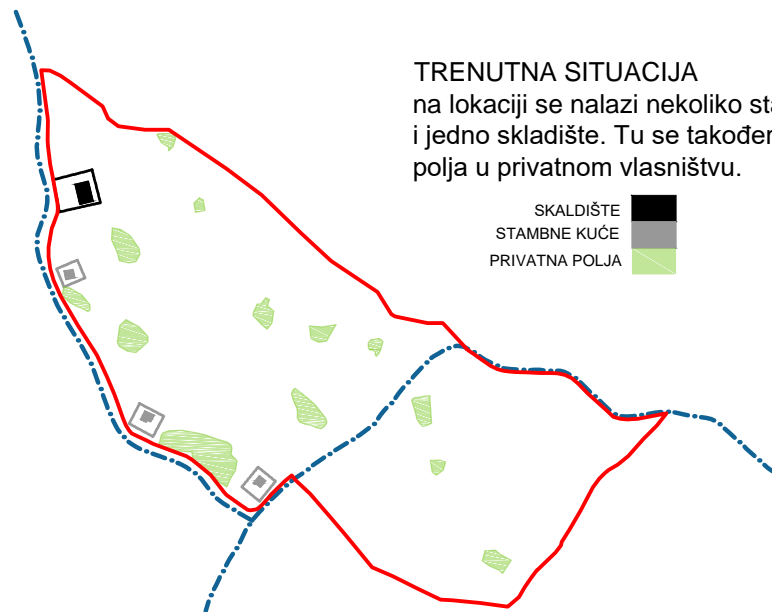 TRENUTNA SITUACIJA
na lokaciji se nalazi nekoliko
i jedno skladište. Tu se također
polja u privatnom vlasništvu.
SKALDIŠTE
STAMBNE KUĆE
PRIVATNA POLJA